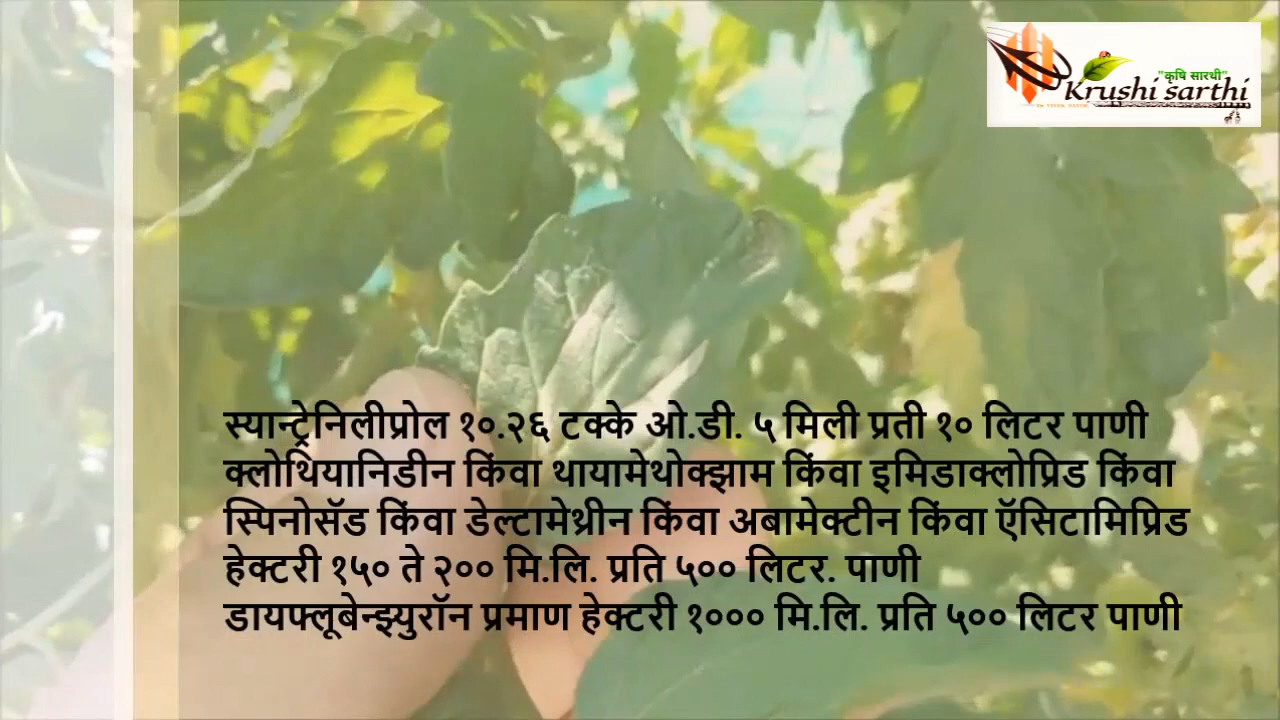 "कृषि सारथी"
Krushi sarthi
स्यान्ट्रेनिलीप्रोल १०.२६ टक्के ओ.डी. ५ मिली प्रती १० लिटर पाणी
क्लोथियानिडीन किंवा थायामेथोक्झाम किंवा इमिडाक्लोप्रिड किंवा
स्पिनोसॅड किंवा डेल्टामेथ्रीन किंवा अबामेक्टीन किंवा ऍसिटामिप्रिड
हेक्टरी १५० ते २०० मि.लि. प्रति ५०० लिटर. पाणी
डायफ्लूबेन्झ्युरॉन प्रमाण हेक्टरी १००० मि.लि. प्रति ५०० लिटर पाणी